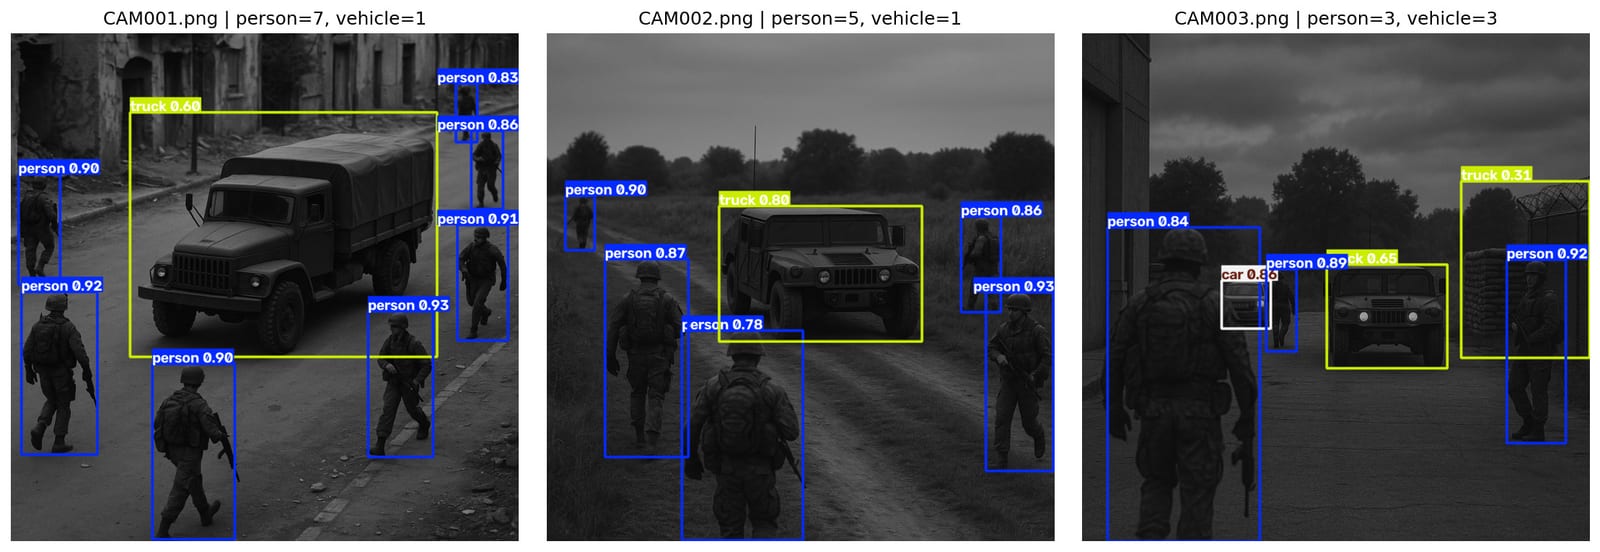 CAM001.png | person=7, vehicle=1
person 0.83
truck 0.60
person 0.86
person 0.90
person 0.91
person 0.92
person 0.93
person 0.90
CAM002.png | person=5, vehicle=1
person 0.90
truck 0.80
person 0.86
person 0.87
person 0.93
person 0.78
CAM003.png | person=3, vehicle=3
truck 0.31
person 0.84
person 0.92
ck 0.65
person 0.89
car 0.86